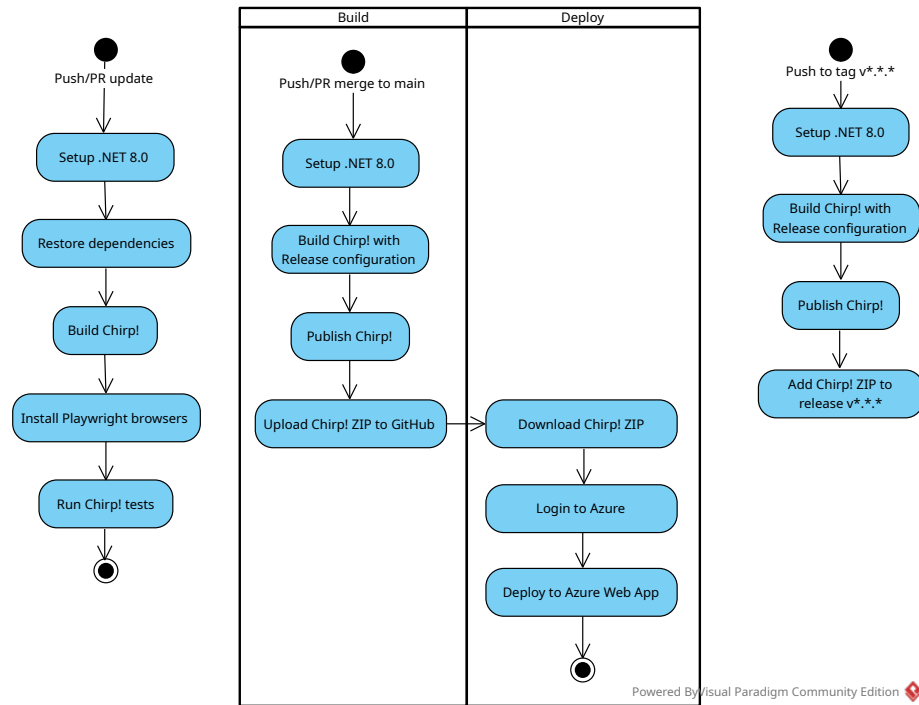 Build
Deploy
Push/PR update
Setup .NET 8.0
Restore dependencies
Build Chirp!
Install Playwright browsers
Run Chirp! tests
Push/PR merge to main
Setup .NET 8.0
Build Chirp! with
Release configuration
Publish Chirp!
Upload Chirp! ZIP to GitHub
Download Chirp! ZIP
Login to Azure
Deploy to Azure Web App
Push to tag v*.*.*
Setup .NET 8.0
Build Chirp! with
Release configuration
Publish Chirp!
Add Chirp! ZIP to
release v*.*.*
Powered By Visual Paradigm Community Edition